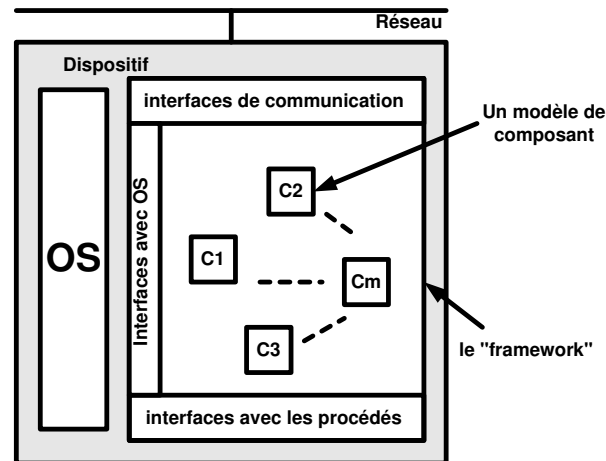 Réseau
Dispositif
interfaces de communication
Un modèle de
composant
OS
Interfaces avec OS
C2
C1
Cm
C3
le "framework"
interfaces avec les procédés